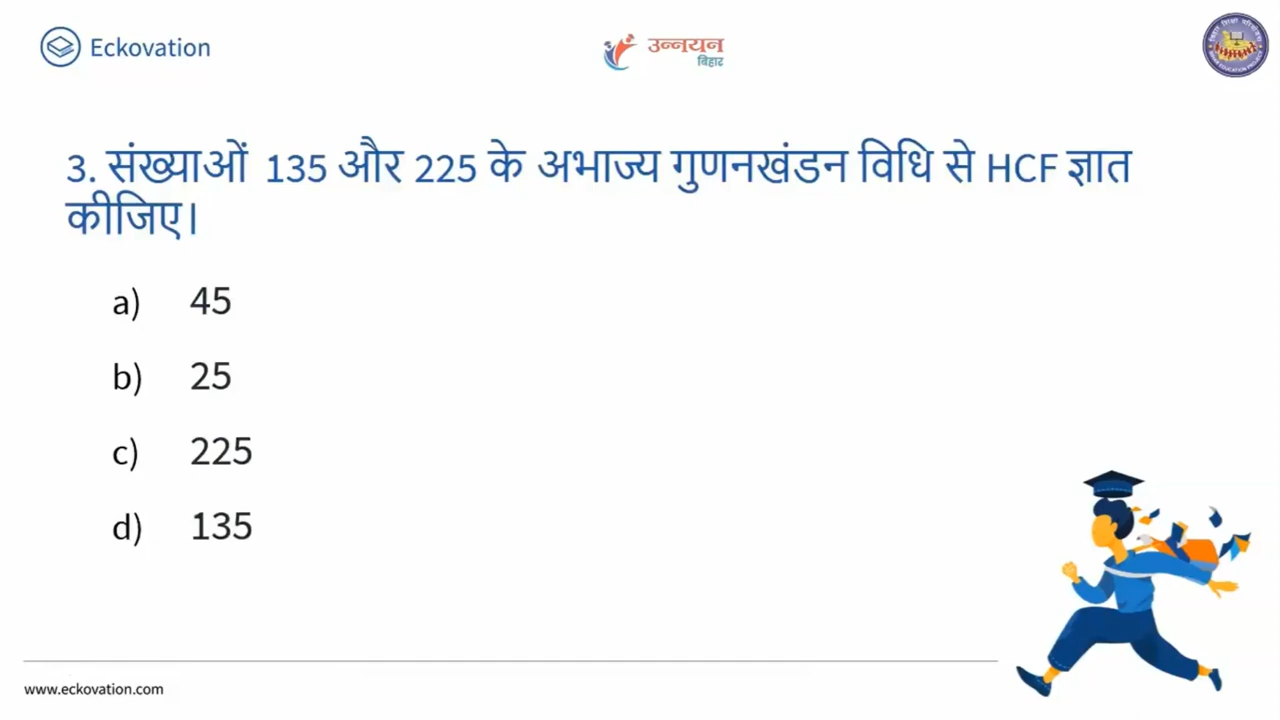 Eckovation
उन्नयन
बिहार
3. संख्याओं 135 और 225 के अभाज्य गुणनखंडन विधि से HCF ज्ञात
कीजिए।
a) 45
b) 25
c) 225
d) 135
www.eckovation.com